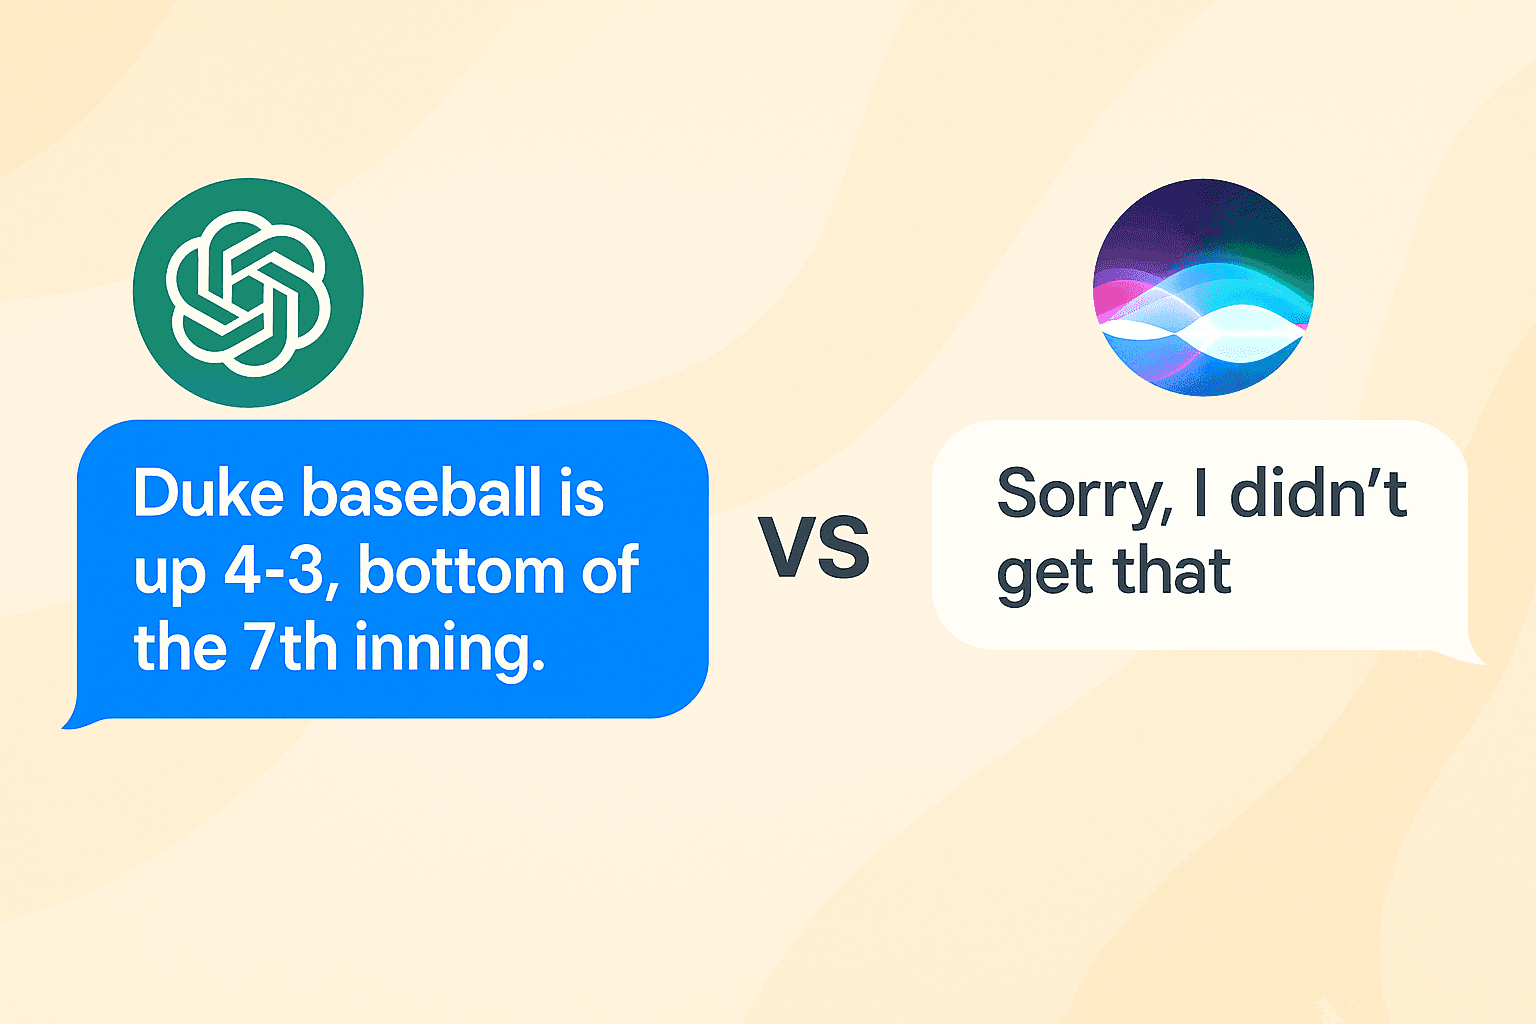 Duke baseball is
up 4-3, bottom of
the 7th inning.
VS
Sorry, I didn’t
get that